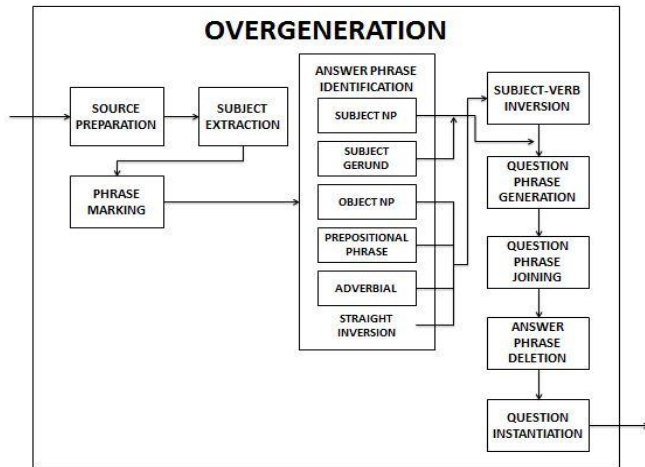 OVERGENERATION
SOURCE
PREPARATION
SUBJECT
EXTRACTION
PHRASE
MARKING
ANSWER PHRASE
IDENTIFICATION
SUBJECT NP
SUBJECT
GERUND
OBJECT NP
PREPOSITIONAL
PHRASE
ADVERBIAL
STRAIGHT
INVERSION
SUBJECT-VERB
INVERSION
QUESTION
PHRASE
GENERATION
QUESTION
PHRASE
JOINING
ANSWER
PHRASE
DELETION
QUESTION
INSTANTIATION